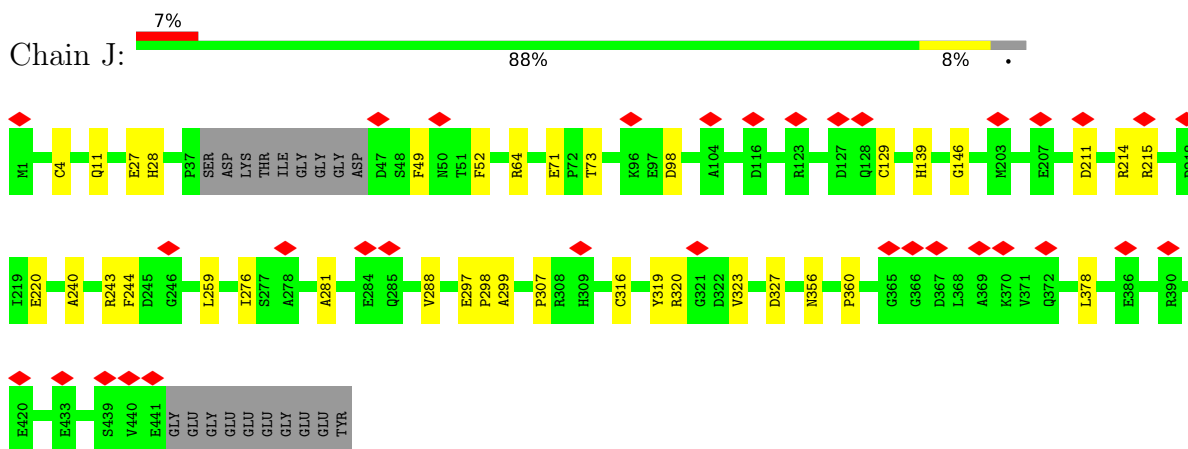 7%
Chain J:
88% 8% •
M1 C4 Q11 E27 H28 P37 SER ASP LYS THR ILE GLY GLY GLY ASP D47 S48 F49 N50 T51 F52 R64 E71 P72 T73 K96 E97 D98 A104 D116 R123 D127 Q128 C129 H139 G146 M203 E207 D211 R214 R215
I219 E220 A240 R243 F244 D245 G246 L259 I276 S277 A278 A281 E284 Q285 V288 E297 P298 A299 P307 R308 H309 C316 Y319 R320 G321 D322 V323 D327 N356 P360 G365 G366 D367 L368 A369 K370 V371 Q372 L378 E386 R390
E420 E433 S439 V440 E441 GLY GLU GLY GLU GLU GLU GLY GLU GLU TYR